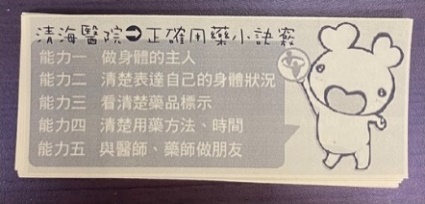 清海醫院➲正確用藥小訣竅
能力一 做身體的主人
能力二 清楚表達自己的身體狀況
能力三 看清楚藥品標示
能力四 清楚用藥方法、時間
能力五 與醫師、藥師做朋友